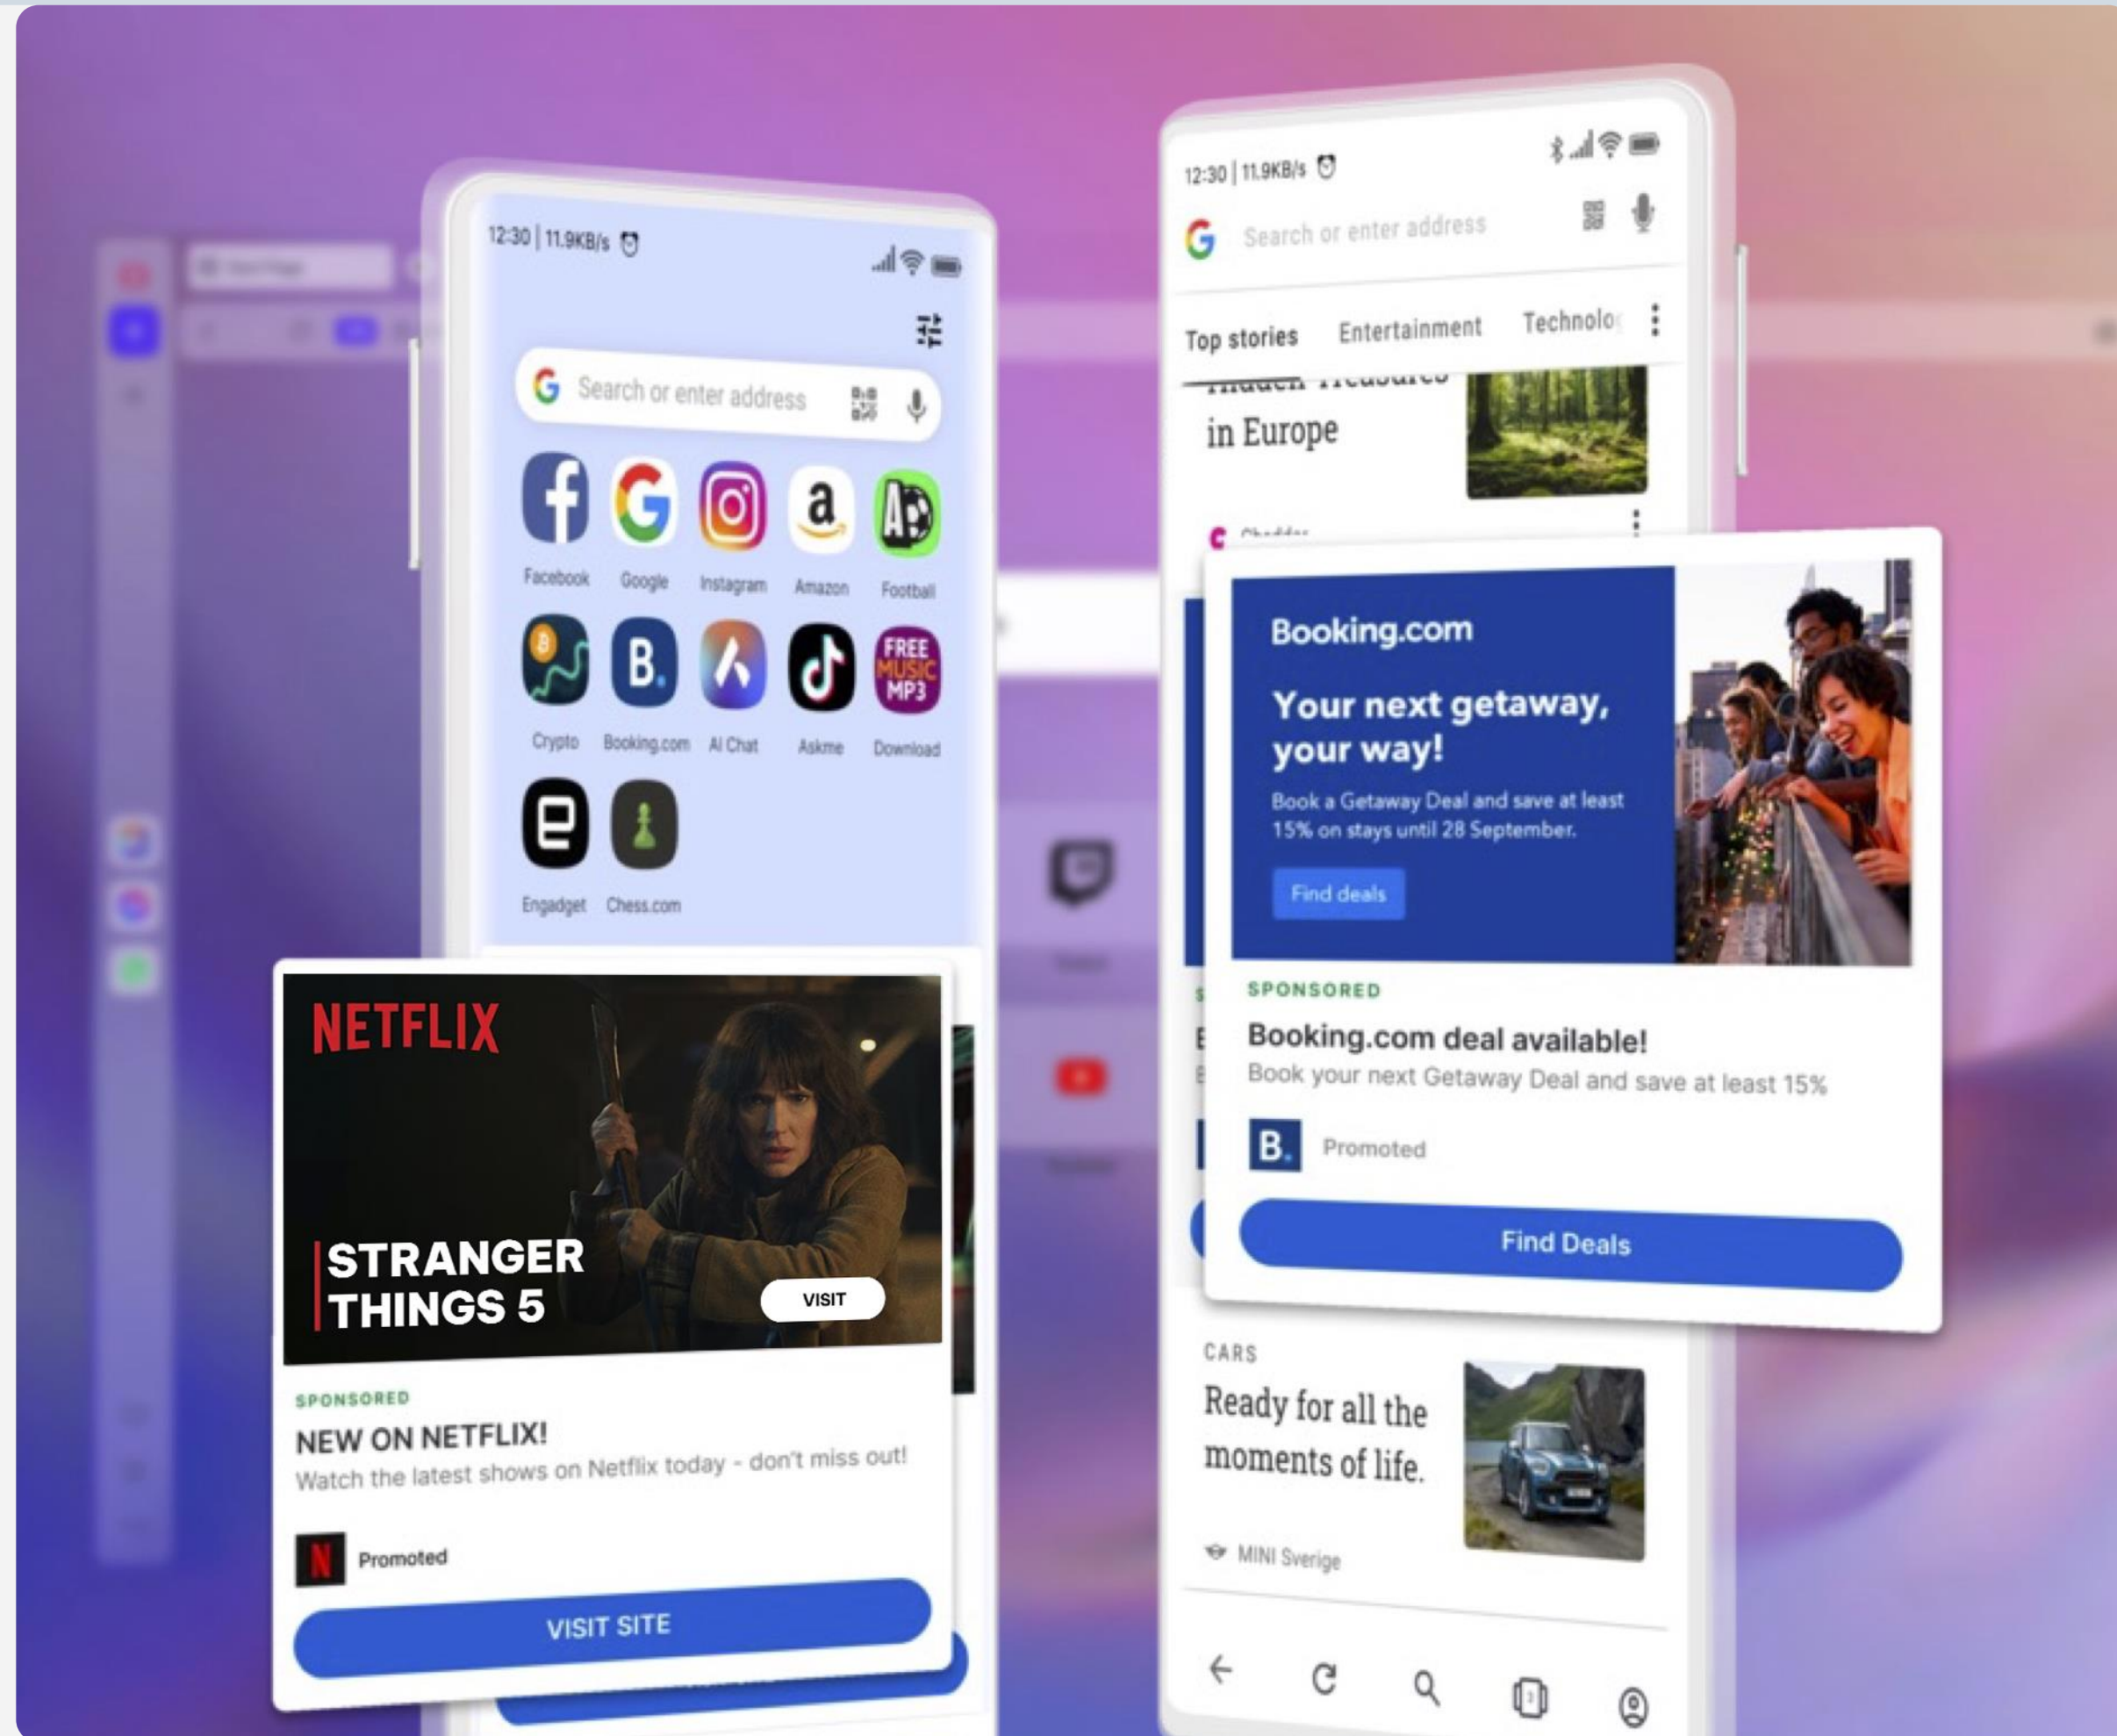 12:30 | 11.9KB/s
Search or enter address
Facebook Google Instagram Amazon Football
FREE
MUSIC
MP3
Crypto Booking.com AI Chat Askme Download
Engadget Chess.com
NETFLIX
STRANGER
THINGS 5
VISIT
SPONSORED
NEW ON NETFLIX!
Watch the latest shows on Netflix today - don't miss out!
Promoted
VISIT SITE
12:30 | 11.9KB/s
Search or enter address
Top stories Entertainment Technolo
Hidden Treasures
in Europe
Cheddar
Booking.com
Your next getaway,
your way!
Book a Getaway Deal and save at least
15% on stays until 28 September.
Find deals
SPONSORED
Booking.com deal available!
Book your next Getaway Deal and save at least 15%
B. Promoted
Find Deals
CARS
Ready for all the
moments of life.
MINI Sverige